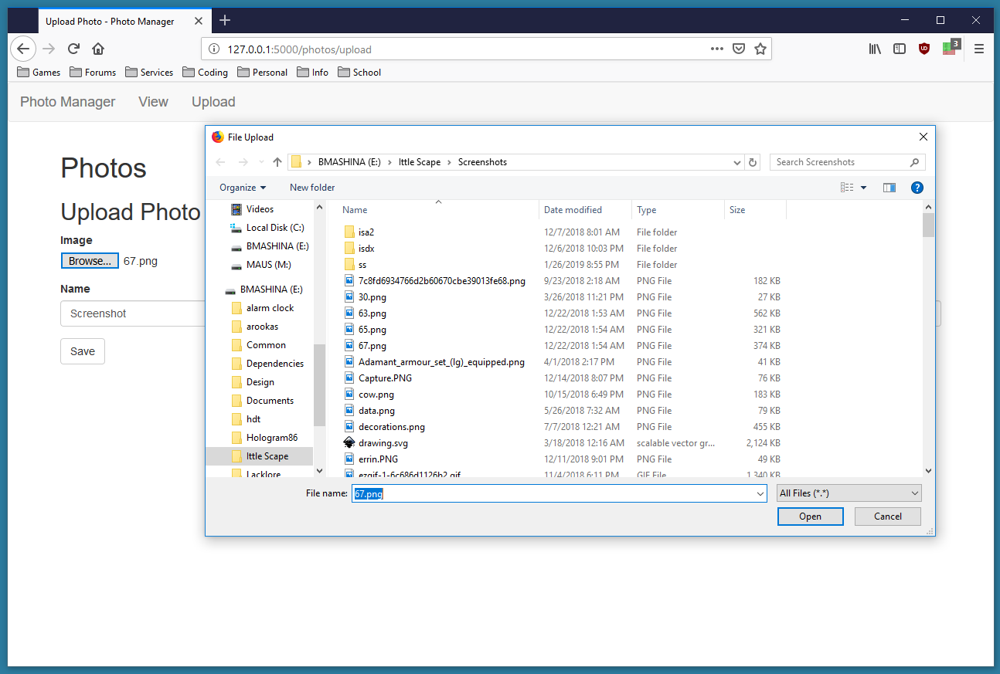 Upload Photo - Photo Manager
127.0.0.1:5000/photos/upload
3
Games Forums Services Coding Personal Info School
Photo Manager View Upload
Photos
Upload Photo
Image
Browse... 67.png
Name
Screenshot
Save
File Upload
BMASHINA (E:) Ittle Scape Screenshots Search Screenshots
Organize New folder ?
Videos
Local Disk (C:)
BMASHINA (E:)
MAUS (M:)
BMASHINA (E:)
alarm clock
arookas
Common
Dependencies
Design
Documents
hdt
Hologram86
Ittle Scape
Lacklore
Name Date modified Type Size
isa2 12/7/2018 8:01 AM File folder
isdx 12/6/2018 10:03 PM File folder
ss 1/26/2019 8:55 PM File folder
7c8fd6934766d2b60670cbe39013fe68.png 9/23/2018 2:18 AM PNG File 182 KB
30.png 3/26/2018 11:21 PM PNG File 27 KB
63.png 12/22/2018 1:53 AM PNG File 562 KB
65.png 12/22/2018 1:54 AM PNG File 321 KB
67.png 12/22/2018 1:54 AM PNG File 374 KB
Adamant_armour_set_(lg)_equipped.png 4/1/2018 2:17 PM PNG File 41 KB
Capture.PNG 12/14/2018 8:07 PM PNG File 76 KB
cow.png 10/15/2018 6:49 PM PNG File 183 KB
data.png 5/26/2018 7:32 AM PNG File 79 KB
decorations.png 7/7/2018 12:21 AM PNG File 455 KB
drawing.svg 3/18/2018 12:16 AM scalable vector gr... 2,124 KB
errin.PNG 12/11/2018 9:01 PM PNG File 49 KB
ezgif-1-6c686d1126b2.gif 11/4/2018 6:11 PM GIF File 1,340 KB
File name: 67.png All Files (*.*)
Open Cancel